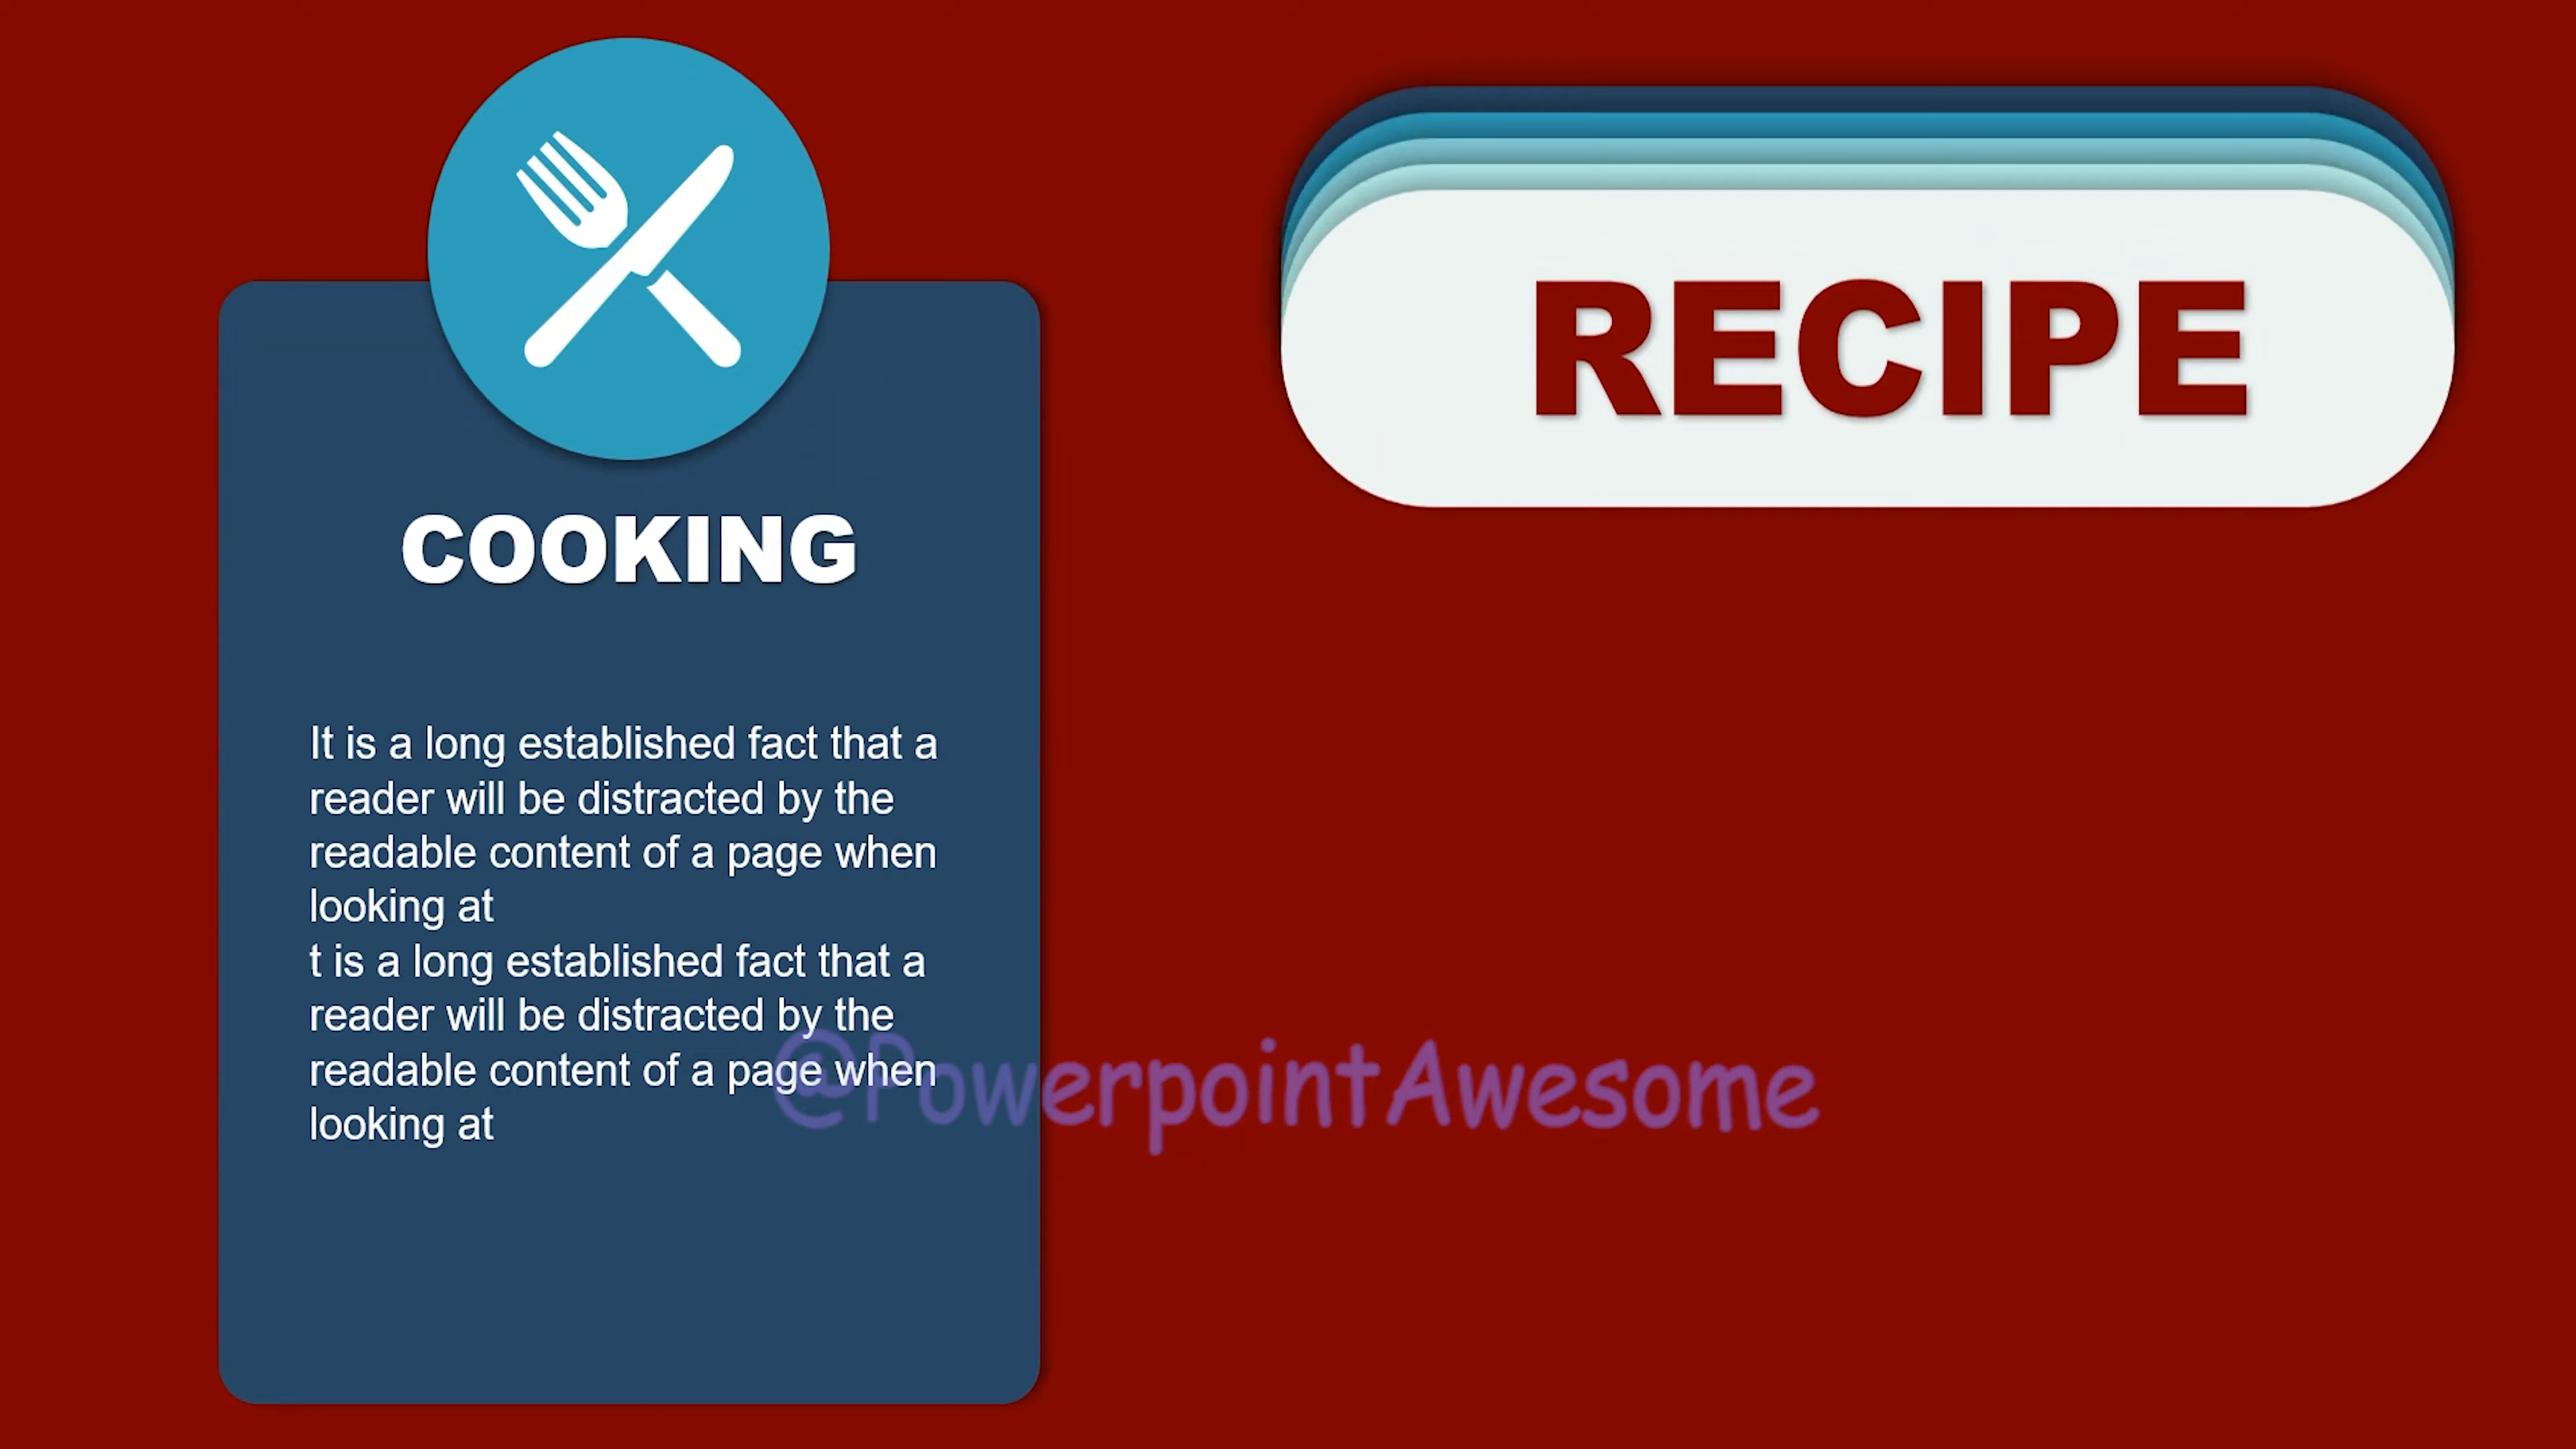 RECIPE
COOKING
It is a long established fact that a
reader will be distracted by the
readable content of a page when
looking at
t is a long established fact that a
reader will be distracted by the
readable content of a page when
looking at
@PowerpointAwesome